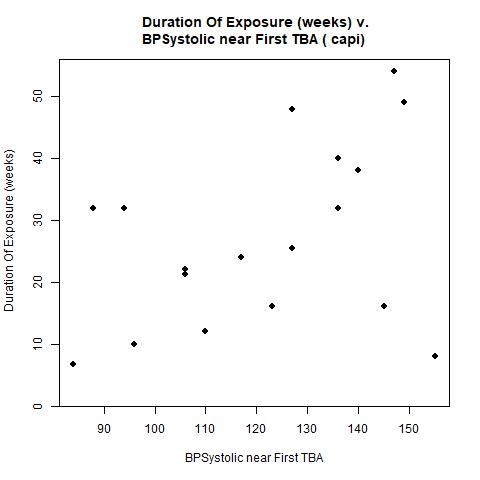 Duration Of Exposure (weeks) v.
BPSystolic near First TBA ( capi)
Duration Of Exposure (weeks)
50
40
30
20
10
0
90 100 110 120 130 140 150
BPSystolic near First TBA